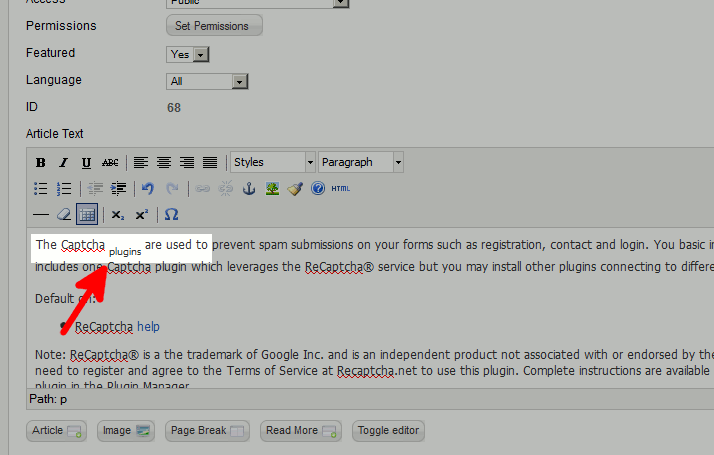 Access Public
Permissions Set Permissions
Featured Yes
Language All
ID 68
Article Text
B I U ABC Styles Paragraph
HTML
X2 X2 Ω
The Captcha plugins are used to prevent spam submissions on your forms such as registration, contact and login. You basic
includes one Captcha plugin which leverages the ReCaptcha® service but you may install other plugins connecting to differe
Default on:
ReCaptcha help
Note: ReCaptcha® is a the trademark of Google Inc. and is an independent product not associated with or endorsed by the
need to register and agree to the Terms of Service at Recaptcha.net to use this plugin. Complete instructions are available
plugin in the Plugin Manager.
Path: p
Article Image Page Break Read More Toggle editor